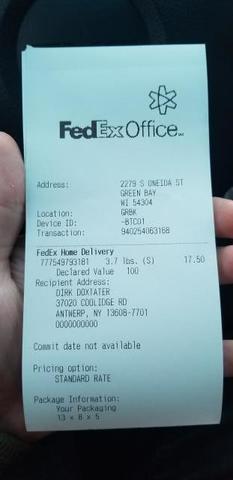 FedEx Office
Address: 2279 S ONEIDA ST
GREEN BAY
WI 54304
Location: GRBK
Device ID: -BTC01
Transaction: 940254063168
FedEx Home Delivery
777549793181 3.7 lbs. (S) 17.50
Declared Value 100
Recipient Address:
DIRK DOXTATER
37020 COOLIDGE RD
ANTWERP, NY 13608-7701
0000000000
Commit date not available
Pricing option:
STANDARD RATE
Package Information:
Your Packaging
13 x 8 x 5